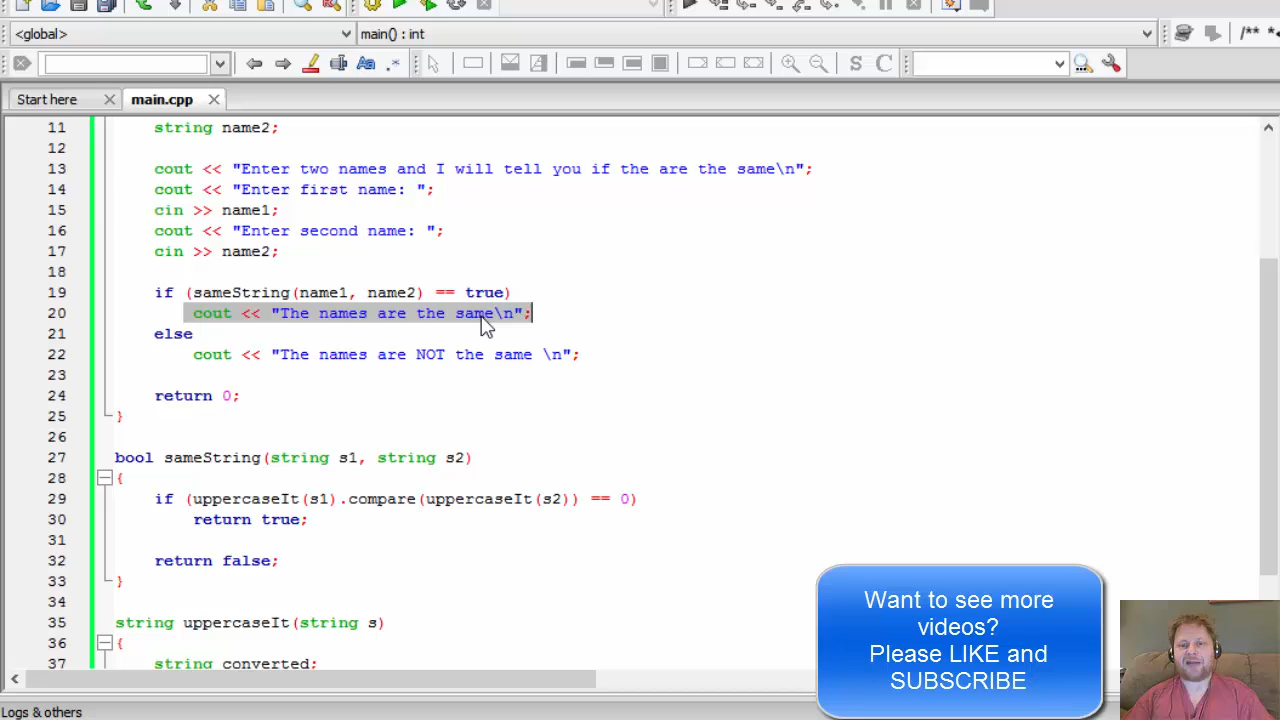 <global>
main() : int
/** *<
S C
Start here
main.cpp
11 string name2;
12
13 cout << "Enter two names and I will tell you if the are the same\n";
14 cout << "Enter first name: ";
15 cin >> name1;
16 cout << "Enter second name: ";
17 cin >> name2;
18
19 if (sameString(name1, name2) == true)
20 cout << "The names are the same\n";
21 else
22 cout << "The names are NOT the same \n";
23
24 return 0;
25 }
26
27 bool sameString(string s1, string s2)
28 {
29 if (uppercaseIt(s1).compare(uppercaseIt(s2)) == 0)
30 return true;
31
32 return false;
33 }
34
35 string uppercaseIt(string s)
36 {
37 string converted;
Want to see more
videos?
Please LIKE and
SUBSCRIBE
Logs & others